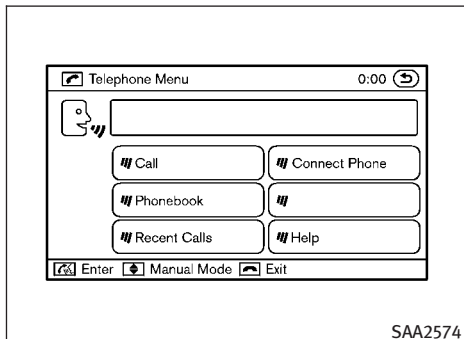 Telephone Menu 0:00
Call Connect Phone
Phonebook
Recent Calls Help
Enter Manual Mode Exit
SAA2574